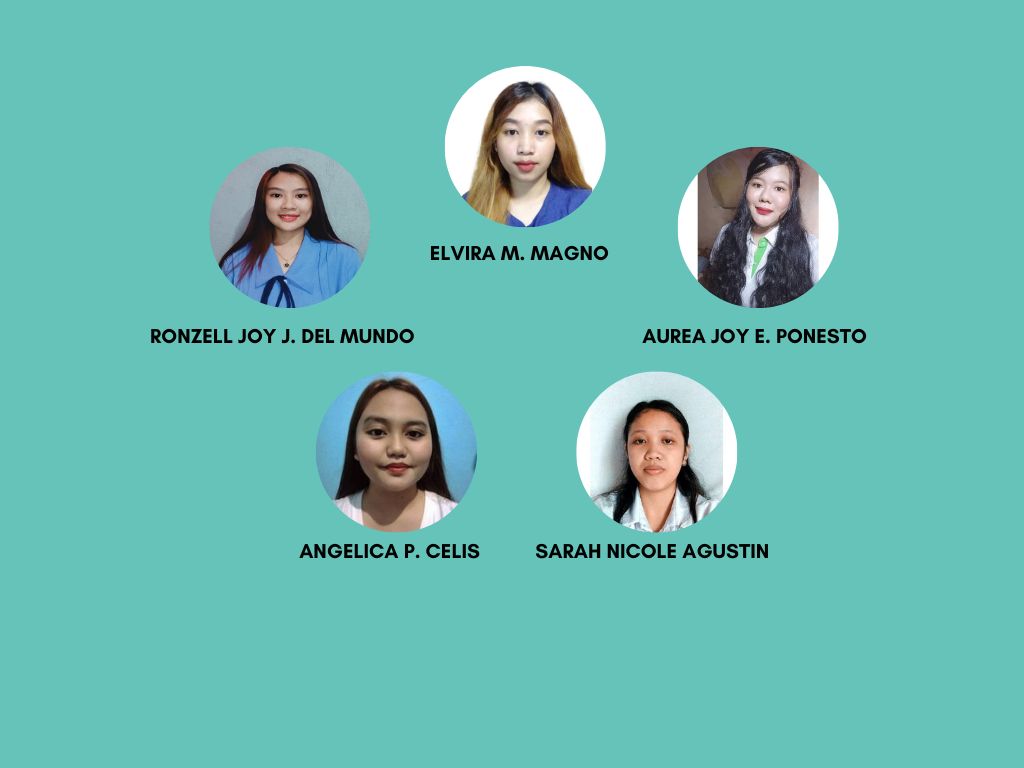 ELVIRA M. MAGNO
RONZELL JOY J. DEL MUNDO
AUREA JOY E. PONESTO
ANGELICA P. CELIS
SARAH NICOLE AGUSTIN